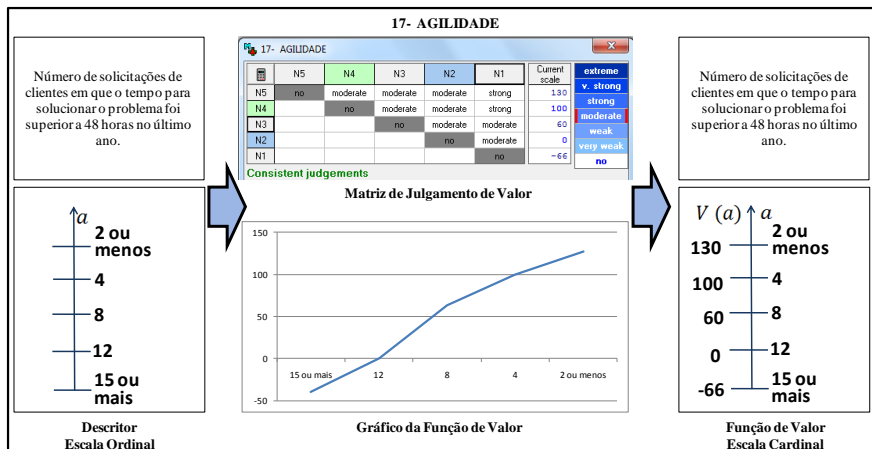 17- AGILIDADE
Número de solicitações de
clientes em que o tempo para
solucionar o problema foi
superior a 48 horas no último
ano.
a
2 ou
menos
4
8
12
15 ou
mais
Descritor
Escala Ordinal
17- AGILIDADE
N5 N4 N3 N2 N1 Current
scale
N5 no moderate moderate moderate strong 130
N4 no moderate moderate strong 100
N3 no moderate moderate 60
N2 no moderate 0
N1 no -66
extreme
v. strong
strong
moderate
weak
very weak
no
Consistent judgements
Matriz de Julgamento de Valor
150
100
50
0
-50
15 ou mais 12 8 4 2 ou menos
Gráfico da Função de Valor
Número de solicitações de
clientes em que o tempo para
solucionar o problema foi
superior a 48 horas no último
ano.
V (a) a
2 ou
130 menos
100 4
60 8
0 12
-66 15 ou
mais
Função de Valor
Escala Cardinal